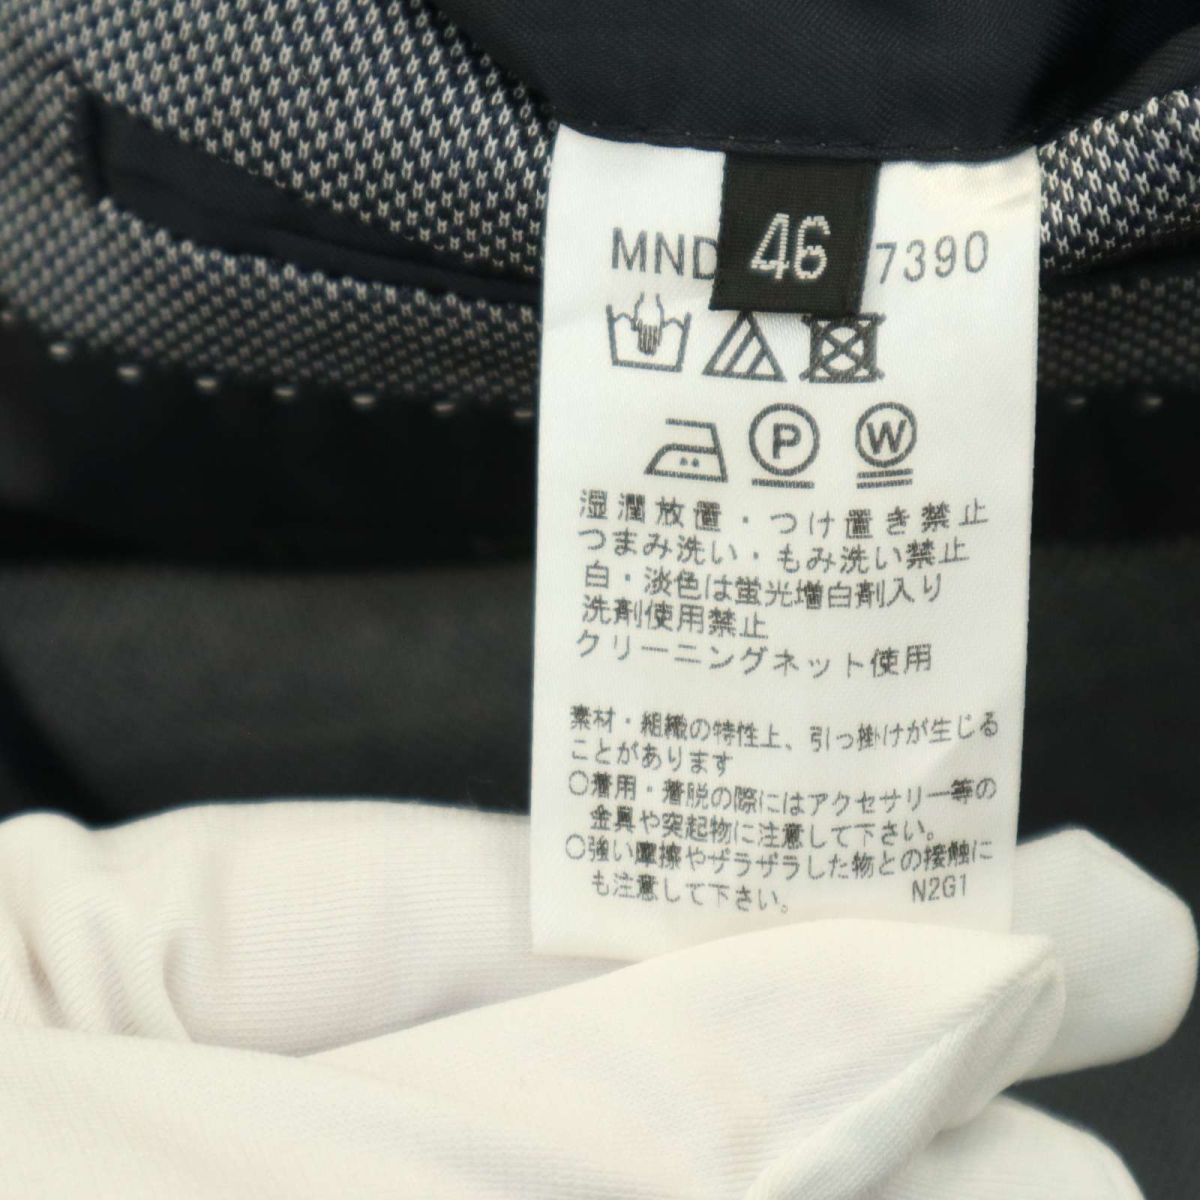 46
MND 7390
P W
湿潤放置・つけ置き禁止
つまみ洗い・もみ洗い禁止
白・淡色は蛍光増白剤入り
洗剤使用禁止
クリーニングネット使用
素材・組織の特性上、引っ掛けが生じる
ことがあります
○着用・着脱の際にはアクセサリー等の
金具や突起物に注意して下さい。
○強い摩擦やザラザラした物との接触に
も注意して下さい。
N2G1